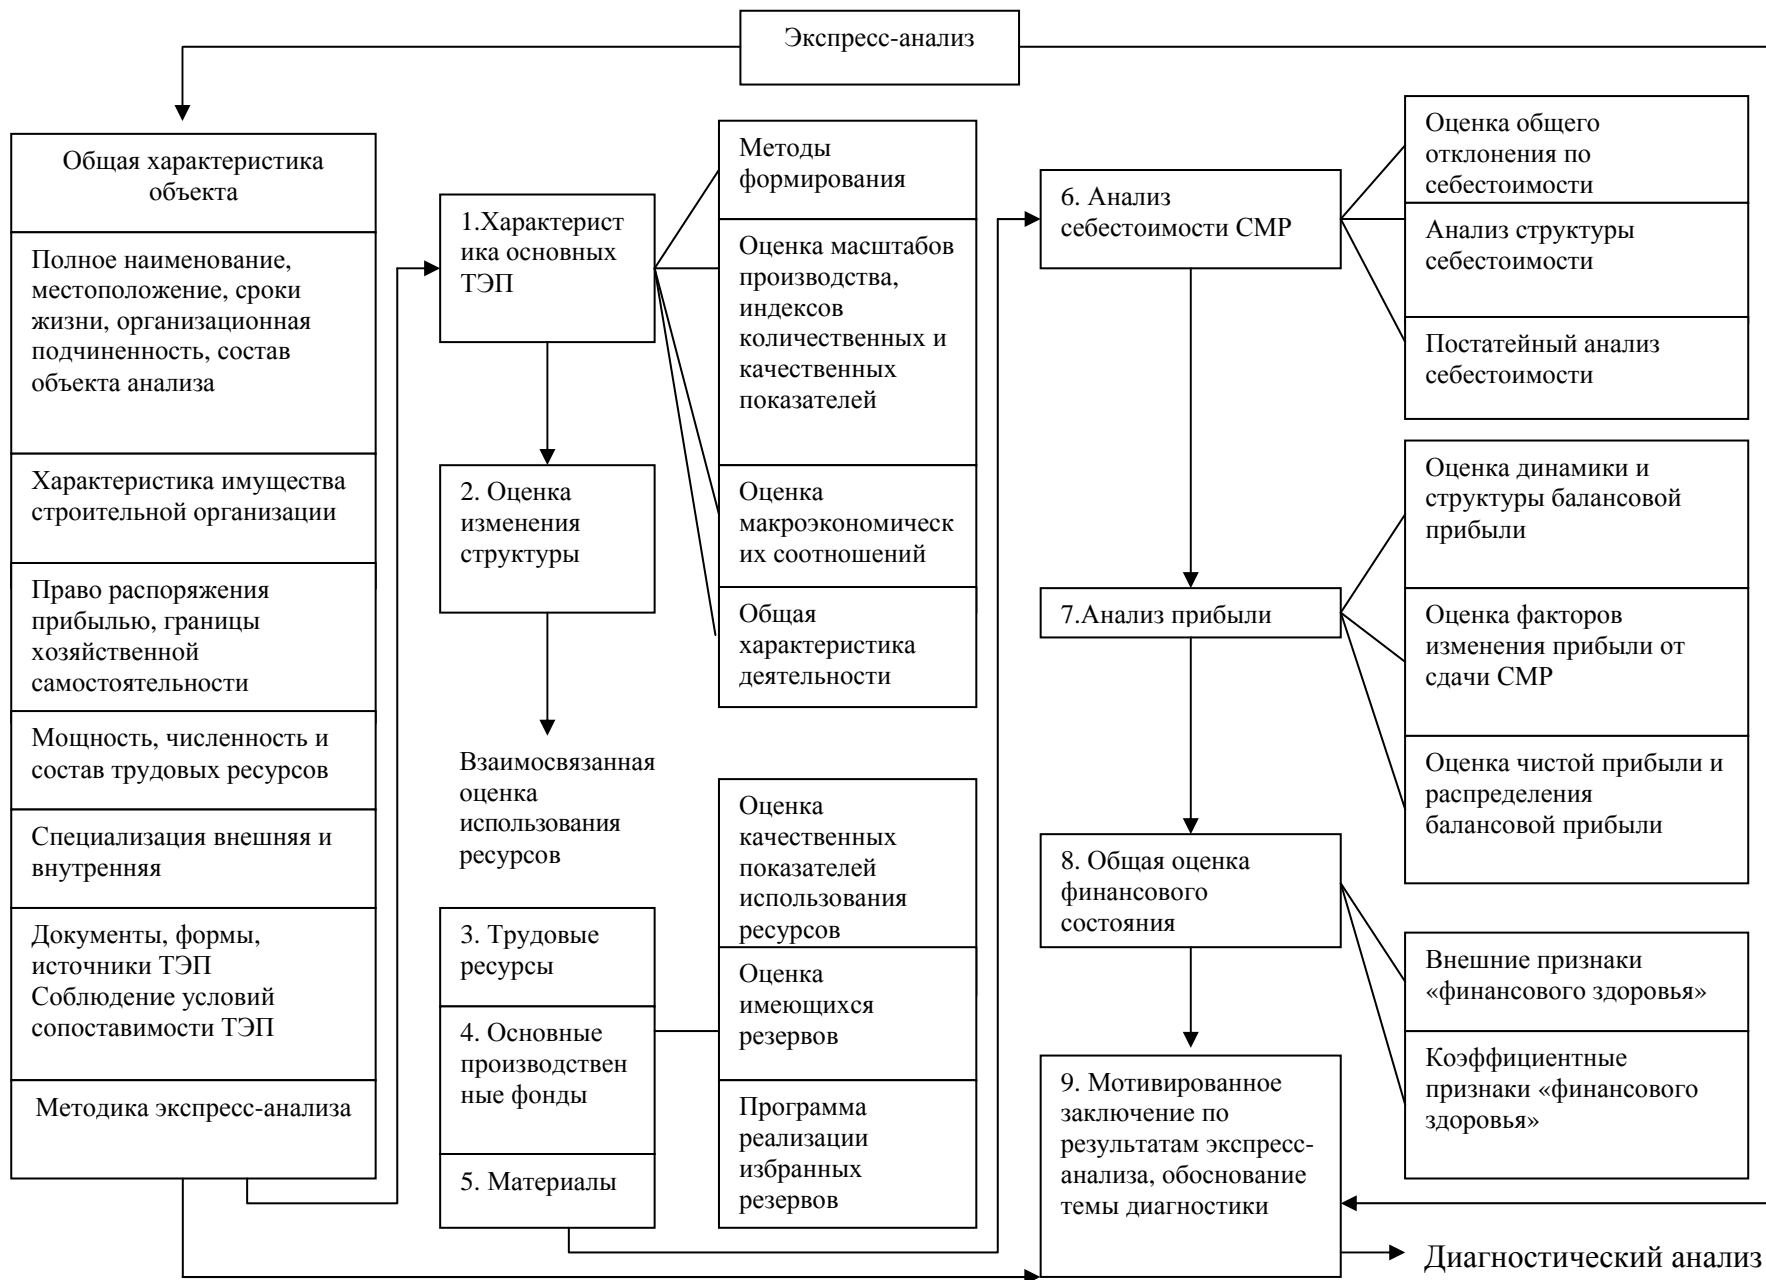 Экспресс-анализ
Общая характеристика
объекта
Полное наименование,
местоположение, сроки
жизни, организационная
подчиненность, состав
объекта анализа
Характеристика имущества
строительной организации
Право распоряжения
прибылью, границы
хозяйственной
самостоятельности
Мощность, численность и
состав трудовых ресурсов
Специализация внешняя и
внутренняя
Документы, формы,
источники ТЭП
Соблюдение условий
сопоставимости ТЭП
Методика экспресс-анализа
1.Характерист
ика основных
ТЭП
2. Оценка
изменения
структуры
Взаимосвязанная
оценка
использования
ресурсов
3. Трудовые
ресурсы
4. Основные
производствен
ные фонды
5. Материалы
Методы
формирования
Оценка масштабов
производства,
индексов
количественных и
качественных
показателей
Оценка
макроэкономическ
их соотношений
Общая
характеристика
деятельности
Оценка
качественных
показателей
использования
ресурсов
Оценка
имеющихся
резервов
Программа
реализации
избранных
резервов
6. Анализ
себестоимости СМР
7.Анализ прибыли
8. Общая оценка
финансового
состояния
9. Мотивированное
заключение по
результатам экспресс-
анализа, обоснование
темы диагностики
Оценка общего
отклонения по
себестоимости
Анализ структуры
себестоимости
Постатейный анализ
себестоимости
Оценка динамики и
структуры балансовой
прибыли
Оценка факторов
изменения прибыли от
сдачи СМР
Оценка чистой прибыли и
распределения
балансовой прибыли
Внешние признаки
«финансового здоровья»
Коэффициентные
признаки «финансового
здоровья»
Диагностический анализ